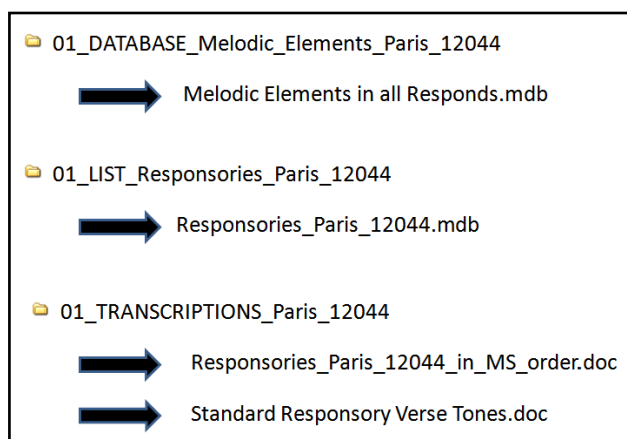 01_DATABASE_Melodic_Elements_Paris_12044
Melodic Elements in all Responds.mdb
01_LIST_Responsories_Paris_12044
Responsories_Paris_12044.mdb
01_TRANSCRIPTIONS_Paris_12044
Responsories_Paris_12044_in_MS_order.doc
Standard Responsory Verse Tones.doc